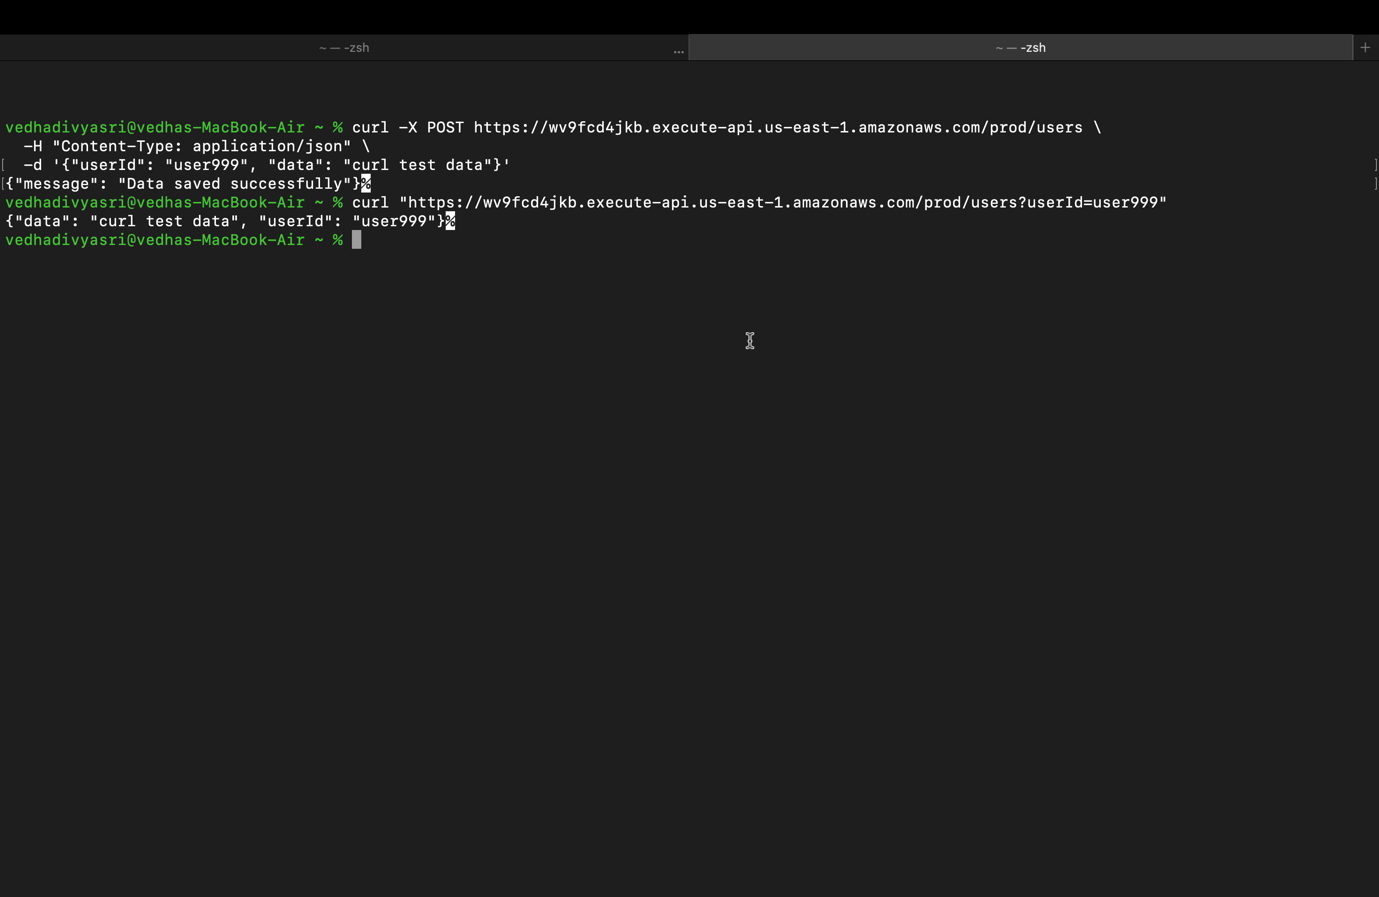 ~ — -zsh
...
~ — -zsh
+
vedhadivyasri@vedhas-MacBook-Air ~ % curl -X POST https://wv9fcd4jkb.execute-api.us-east-1.amazonaws.com/prod/users \
  -H "Content-Type: application/json" \
[  -d '{"userId": "user999", "data": "curl test data"}' ]
[{"message": "Data saved successfully"}% ]
vedhadivyasri@vedhas-MacBook-Air ~ % curl "https://wv9fcd4jkb.execute-api.us-east-1.amazonaws.com/prod/users?userId=user999"
{"data": "curl test data", "userId": "user999"}%
vedhadivyasri@vedhas-MacBook-Air ~ %